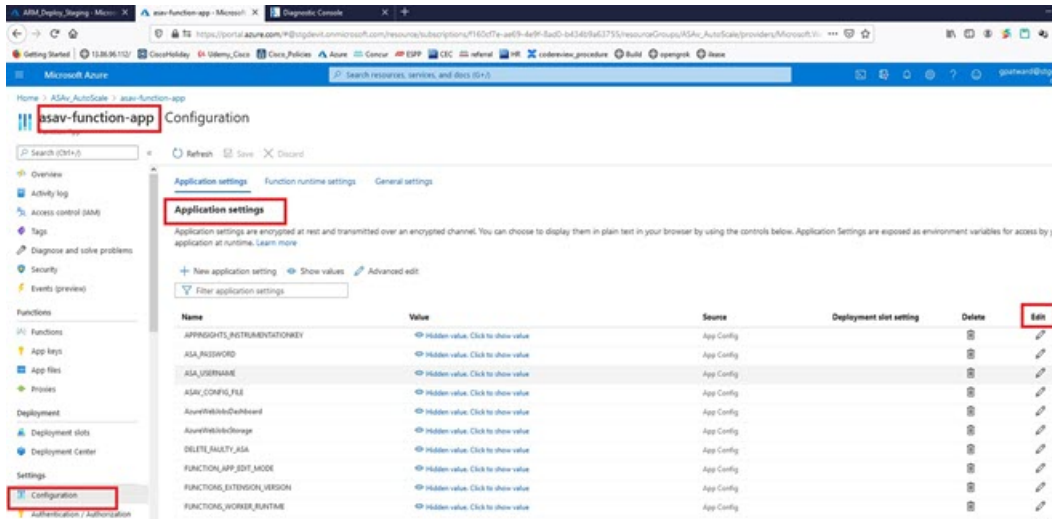 ARM_Deploy_Staging - Micros
asav-function-app - Microsoft
Diagnostic Console
Getting Started
CiscoHoliday
Udemy_Cisco
Cisco_Policies
Azure
Concur
ESPP
CEC
referral
HR
codereview_procedure
Build
opengrok
ilease
Microsoft Azure
Search resources, services, and docs (G+/)
Home > ASAv_AutoScale > asav-function-app
asav-function-app Configuration
Search (Ctrl+/)
Refresh Save Discard
Overview
Activity log
Access control (IAM)
Tags
Diagnose and solve problems
Security
Events (preview)
Functions
Functions
App keys
App files
Proxies
Deployment
Deployment slots
Deployment Center
Settings
Configuration
Authentication / Authorization
Application settings Function runtime settings General settings
Application settings
Application settings are encrypted at rest and transmitted over an encrypted channel. You can choose to display them in plain text in your browser by using the controls below. Application Settings are exposed as environment variables for access by
application at runtime. Learn more
New application setting Show values Advanced edit
Filter application settings
Name Value Source Deployment slot setting Delete Edit
APPINSIGHTS_INSTRUMENTATIONKEY Hidden value. Click to show value App Config
ASA_PASSWORD Hidden value. Click to show value App Config
ASA_USERNAME Hidden value. Click to show value App Config
ASAV_CONFIG_FILE Hidden value. Click to show value App Config
AzureWebJobsDashboard Hidden value. Click to show value App Config
AzureWebJobsStorage Hidden value. Click to show value App Config
DELETE_FAULTY_ASA Hidden value. Click to show value App Config
FUNCTION_APP_EDIT_MODE Hidden value. Click to show value App Config
FUNCTIONS_EXTENSION_VERSION Hidden value. Click to show value App Config
FUNCTIONS_WORKER_RUNTIME Hidden value. Click to show value App Config